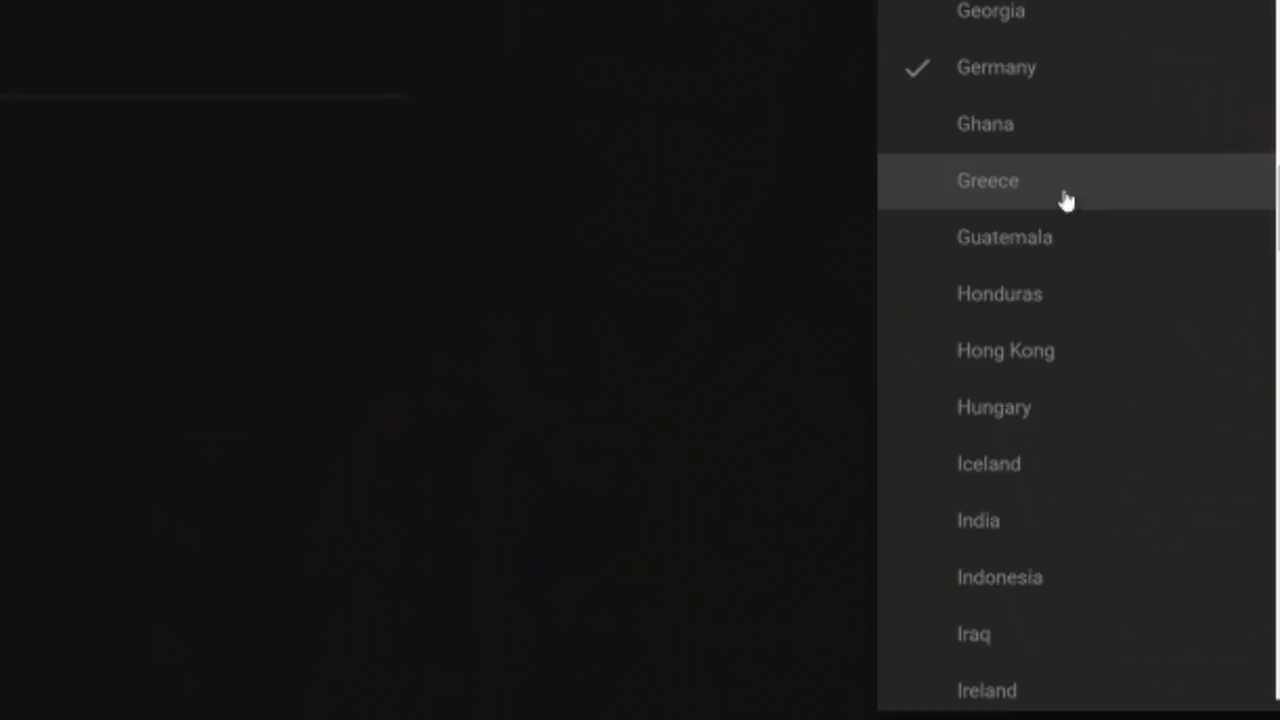 Georgia
Germany
Ghana
Greece
Guatemala
Honduras
Hong Kong
Hungary
Iceland
India
Indonesia
Iraq
Ireland